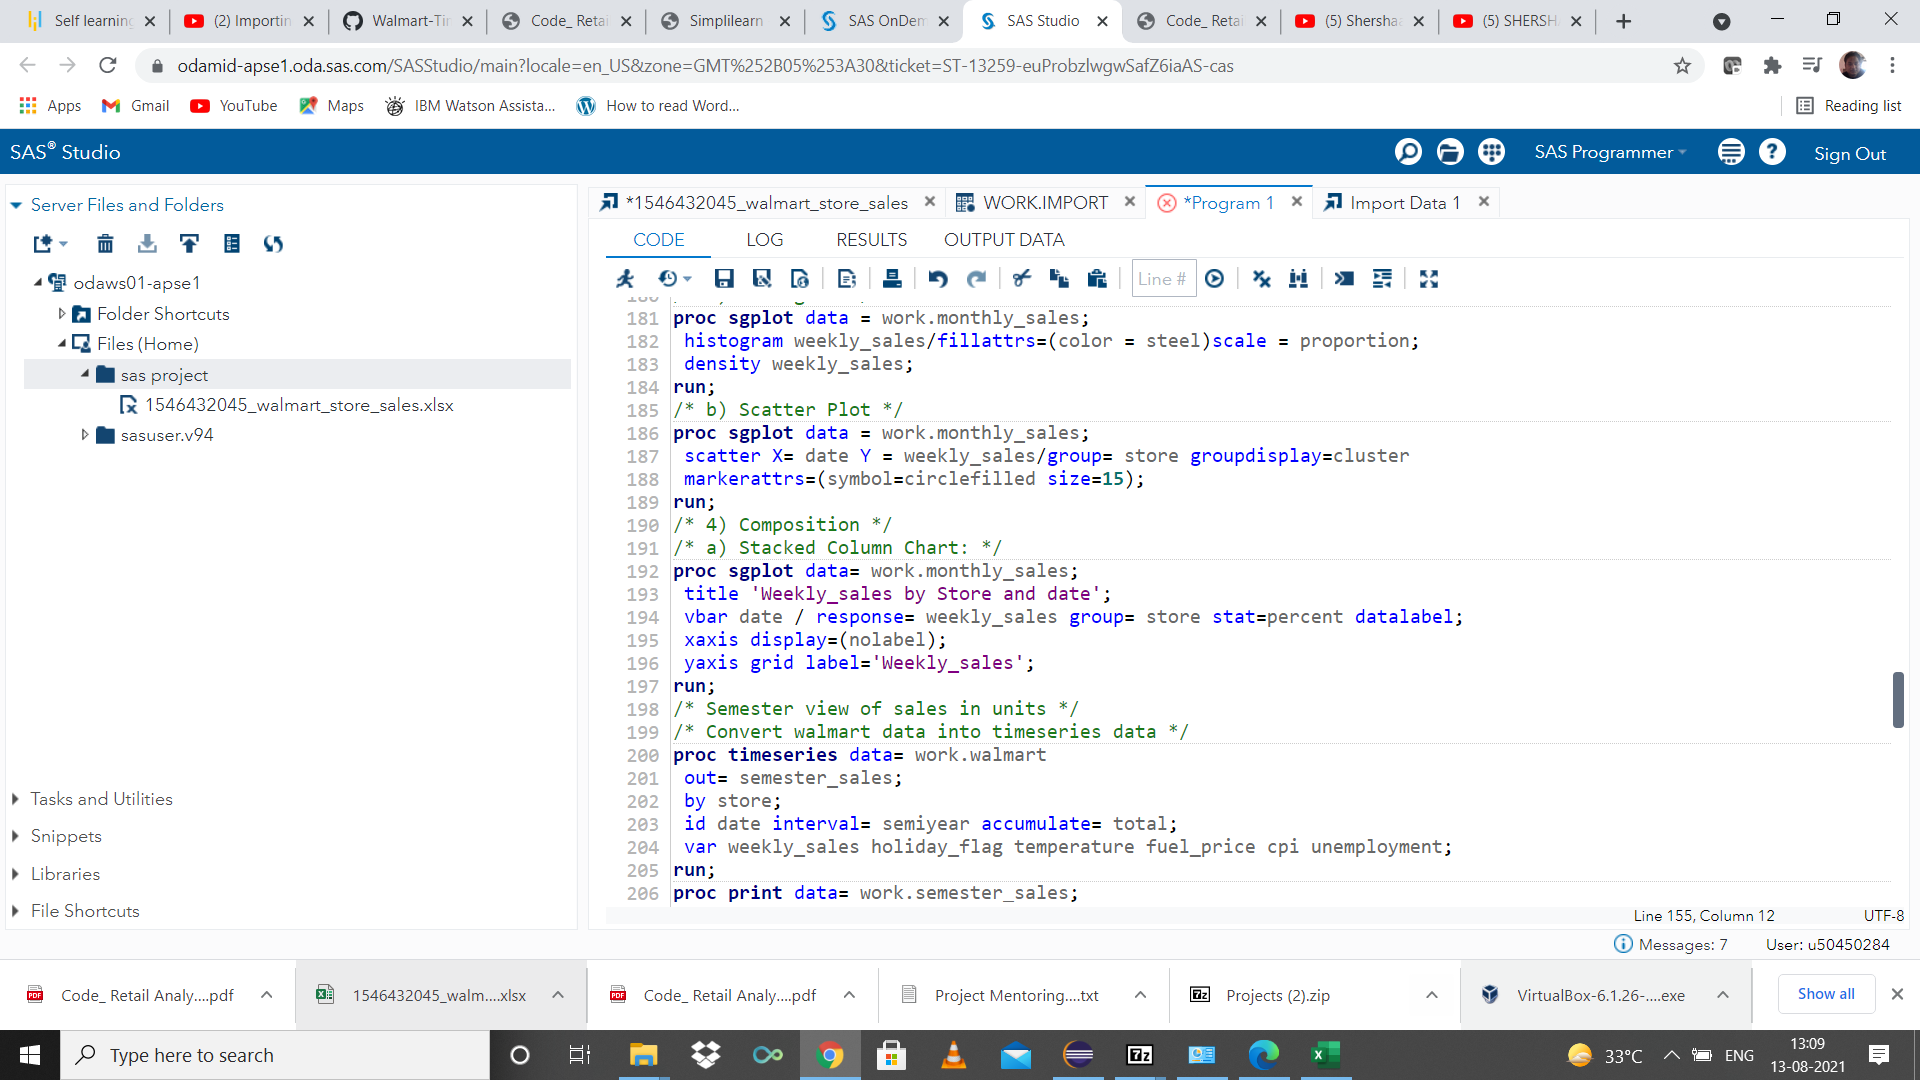 Self learning
(2) Importin
Walmart-Tir
Code_ Retai
Simplilearn
SAS OnDem
SAS Studio
Code_ Retai
(5) Shersha
(5) SHERSH
odamid-apse1.oda.sas.com/SASStudio/main?locale=en_US&zone=GMT%252B05%253A30&ticket=ST-13259-euProbzlwgwSafZ6iaAS-cas
Apps
Gmail
YouTube
Maps
IBM Watson Assista...
How to read Word...
Reading list
SAS® Studio
SAS Programmer
Sign Out
Server Files and Folders
odaws01-apse1
Folder Shortcuts
Files (Home)
sas project
1546432045_walmart_store_sales.xlsx
sasuser.v94
Tasks and Utilities
Snippets
Libraries
File Shortcuts
*1546432045_walmart_store_sales
WORK.IMPORT
*Program 1
Import Data 1
CODE LOG RESULTS OUTPUT DATA
Line #
181 proc sgplot data = work.monthly_sales;
182 histogram weekly_sales/fillattrs=(color = steel)scale = proportion;
183 density weekly_sales;
184 run;
185 /* b) Scatter Plot */
186 proc sgplot data = work.monthly_sales;
187 scatter X= date Y = weekly_sales/group= store groupdisplay=cluster
188 markerattrs=(symbol=circlefilled size=15);
189 run;
190 /* 4) Composition */
191 /* a) Stacked Column Chart: */
192 proc sgplot data= work.monthly_sales;
193 title 'Weekly_sales by Store and date';
194 vbar date / response= weekly_sales group= store stat=percent datalabel;
195 xaxis display=(nolabel);
196 yaxis grid label='Weekly_sales';
197 run;
198 /* Semester view of sales in units */
199 /* Convert walmart data into timeseries data */
200 proc timeseries data= work.walmart
201 out= semester_sales;
202 by store;
203 id date interval= semiyear accumulate= total;
204 var weekly_sales holiday_flag temperature fuel_price cpi unemployment;
205 run;
206 proc print data= work.semester_sales;
Line 155, Column 12
UTF-8
Messages: 7
User: u50450284
Code_ Retail Analy....pdf
1546432045_walm....xlsx
Code_ Retail Analy....pdf
Project Mentoring....txt
Projects (2).zip
VirtualBox-6.1.26-....exe
Show all
Type here to search
33°C
ENG
13:09
13-08-2021